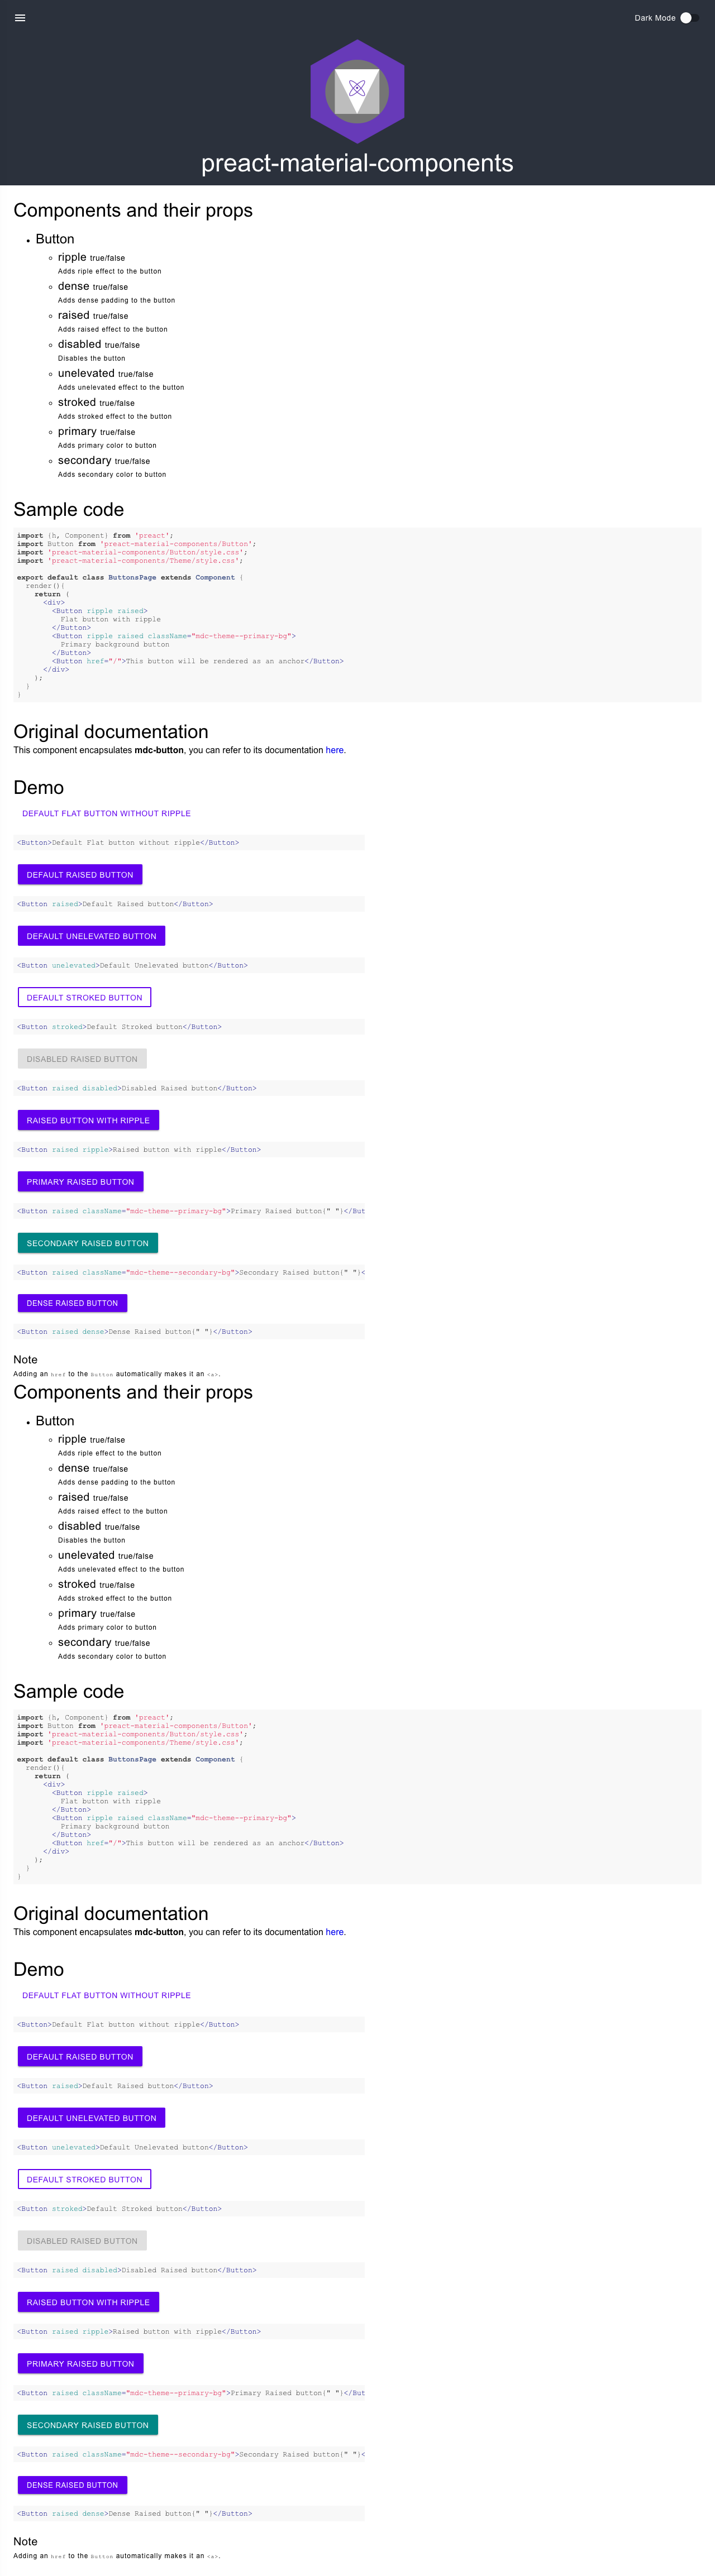 Dark Mode
preact-material-components
Components and their props
Button
ripple true/false
Adds riple effect to the button
dense true/false
Adds dense padding to the button
raised true/false
Adds raised effect to the button
disabled true/false
Disables the button
unelevated true/false
Adds unelevated effect to the button
stroked true/false
Adds stroked effect to the button
primary true/false
Adds primary color to button
secondary true/false
Adds secondary color to button
Sample code
import {h, Component} from 'preact';
import Button from 'preact-material-components/Button';
import 'preact-material-components/Button/style.css';
import 'preact-material-components/Theme/style.css';
export default class ButtonsPage extends Component {
render(){
return (
<div>
<Button ripple raised>
Flat button with ripple
</Button>
<Button ripple raised className="mdc-theme--primary-bg">
Primary background button
</Button>
<Button href="/">This button will be rendered as an anchor</Button>
</div>
);
}
}
Original documentation
This component encapsulates mdc-button, you can refer to its documentation here.
Demo
DEFAULT FLAT BUTTON WITHOUT RIPPLE
<Button>Default Flat button without ripple</Button>
DEFAULT RAISED BUTTON
<Button raised>Default Raised button</Button>
DEFAULT UNELEVATED BUTTON
<Button unelevated>Default Unelevated button</Button>
DEFAULT STROKED BUTTON
<Button stroked>Default Stroked button</Button>
DISABLED RAISED BUTTON
<Button raised disabled>Disabled Raised button</Button>
RAISED BUTTON WITH RIPPLE
<Button raised ripple>Raised button with ripple</Button>
PRIMARY RAISED BUTTON
<Button raised className="mdc-theme--primary-bg">Primary Raised button{" "}</But
SECONDARY RAISED BUTTON
<Button raised className="mdc-theme--secondary-bg">Secondary Raised button{" "}<
DENSE RAISED BUTTON
<Button raised dense>Dense Raised button{" "}</Button>
Note
Adding an href to the Button automatically makes it an <a>.
Components and their props
Button
ripple true/false
Adds riple effect to the button
dense true/false
Adds dense padding to the button
raised true/false
Adds raised effect to the button
disabled true/false
Disables the button
unelevated true/false
Adds unelevated effect to the button
stroked true/false
Adds stroked effect to the button
primary true/false
Adds primary color to button
secondary true/false
Adds secondary color to button
Sample code
import {h, Component} from 'preact';
import Button from 'preact-material-components/Button';
import 'preact-material-components/Button/style.css';
import 'preact-material-components/Theme/style.css';
export default class ButtonsPage extends Component {
render(){
return (
<div>
<Button ripple raised>
Flat button with ripple
</Button>
<Button ripple raised className="mdc-theme--primary-bg">
Primary background button
</Button>
<Button href="/">This button will be rendered as an anchor</Button>
</div>
);
}
}
Original documentation
This component encapsulates mdc-button, you can refer to its documentation here.
Demo
DEFAULT FLAT BUTTON WITHOUT RIPPLE
<Button>Default Flat button without ripple</Button>
DEFAULT RAISED BUTTON
<Button raised>Default Raised button</Button>
DEFAULT UNELEVATED BUTTON
<Button unelevated>Default Unelevated button</Button>
DEFAULT STROKED BUTTON
<Button stroked>Default Stroked button</Button>
DISABLED RAISED BUTTON
<Button raised disabled>Disabled Raised button</Button>
RAISED BUTTON WITH RIPPLE
<Button raised ripple>Raised button with ripple</Button>
PRIMARY RAISED BUTTON
<Button raised className="mdc-theme--primary-bg">Primary Raised button{" "}</But
SECONDARY RAISED BUTTON
<Button raised className="mdc-theme--secondary-bg">Secondary Raised button{" "}<
DENSE RAISED BUTTON
<Button raised dense>Dense Raised button{" "}</Button>
Note
Adding an href to the Button automatically makes it an <a>.